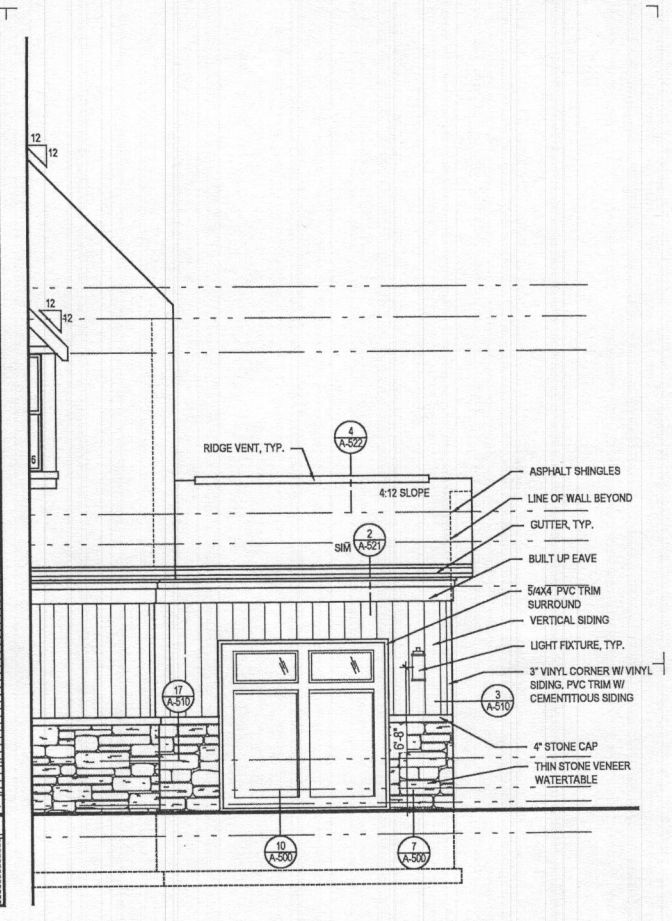 12
12
12
12
6
4
A-522
RIDGE VENT, TYP.
4:12 SLOPE
ASPHALT SHINGLES
LINE OF WALL BEYOND
2
SIM A-521
GUTTER, TYP.
BUILT UP EAVE
5/4X4 PVC TRIM
SURROUND
VERTICAL SIDING
LIGHT FIXTURE, TYP.
3" VINYL CORNER W/ VINYL
SIDING, PVC TRIM W/
CEMENTITIOUS SIDING
17
A-510
3
A-510
6'-8"
4" STONE CAP
THIN STONE VENEER
WATERTABLE
10
A-500
7
A-500